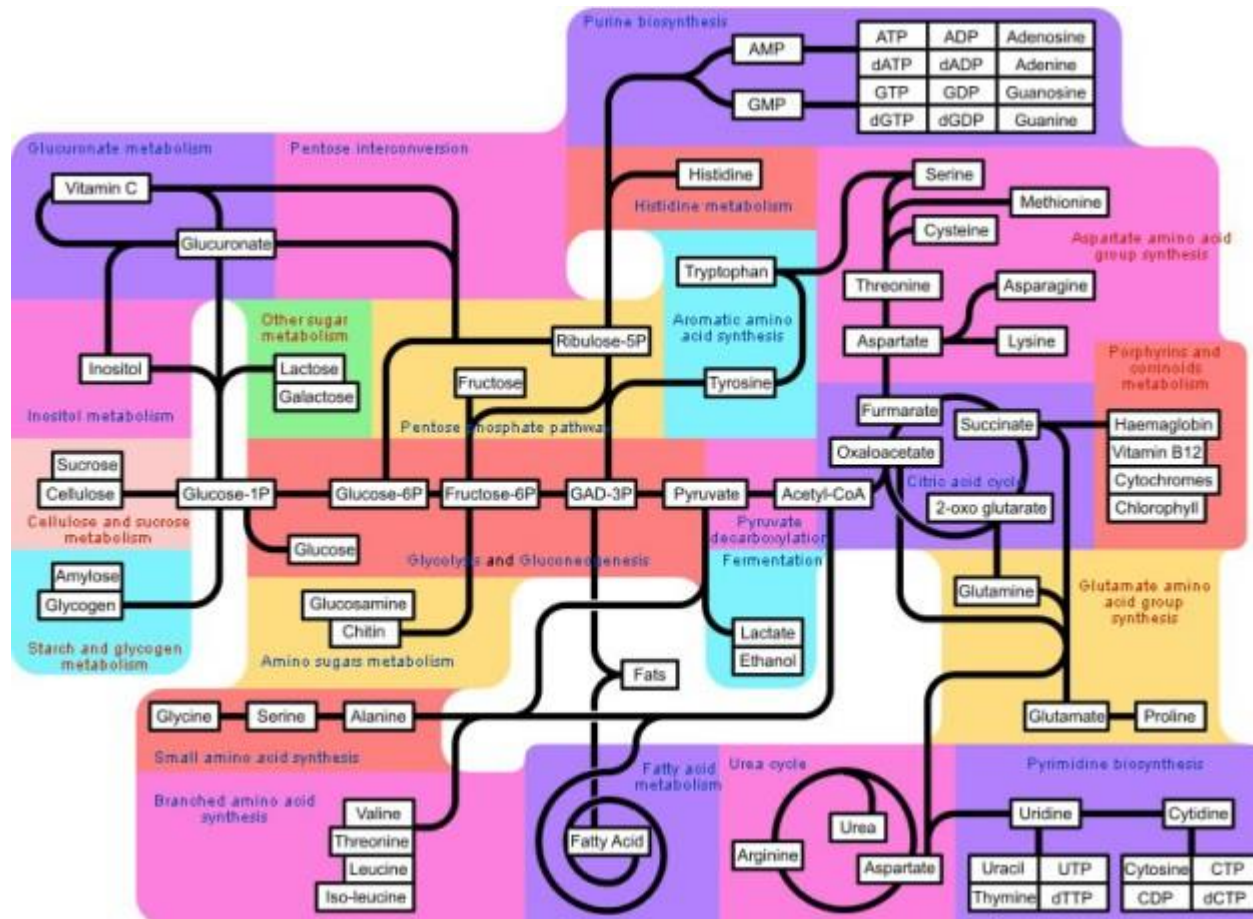 Purine biosynthesis
AMP
ATP ADP Adenosine
dATP dADP Adenine
GMP
GTP GDP Guanosine
dGTP dGDP Guanine
Glucuronate metabolism
Pentose interconversion
Vitamin C
Glucuronate
Histidine
Histidine metabolism
Serine
Methionine
Cysteine
Aspartate amino acid
group synthesis
Tryptophan
Threonine
Asparagine
Aromatic amino
acid synthesis
Aspartate
Lysine
Tyrosine
Other sugar
metabolism
Ribulose-5P
Inositol
Lactose
Galactose
Fructose
Inositol metabolism
Pentose phosphate pathway
Porphyrins and
corrinoids
metabolism
Furmarate
Succinate
Haemaglobin
Vitamin B12
Cytochromes
Chlorophyll
Oxaloacetate
Citric acid cycle
2-oxo glutarate
Sucrose
Cellulose
Glucose-1P
Glucose-6P
Fructose-6P
GAD-3P
Pyruvate
Acetyl-CoA
Cellulose and sucrose
metabolism
Glucose
Glycolysis and Gluconeogenesis
Pyruvate
decarboxylation
Fermentation
Amylose
Glycogen
Starch and glycogen
metabolism
Glucosamine
Chitin
Amino sugars metabolism
Lactate
Ethanol
Glutamine
Glutamate amino
acid group
synthesis
Fats
Glycine
Serine
Alanine
Small amino acid synthesis
Glutamate
Proline
Branched amino acid
synthesis
Valine
Threonine
Leucine
Iso-leucine
Fatty acid
metabolism
Fatty Acid
Urea cycle
Urea
Arginine
Aspartate
Pyrimidine biosynthesis
Uridine
Cytidine
Uracil UTP
Thymine dTTP
Cytosine CTP
CDP dCTP